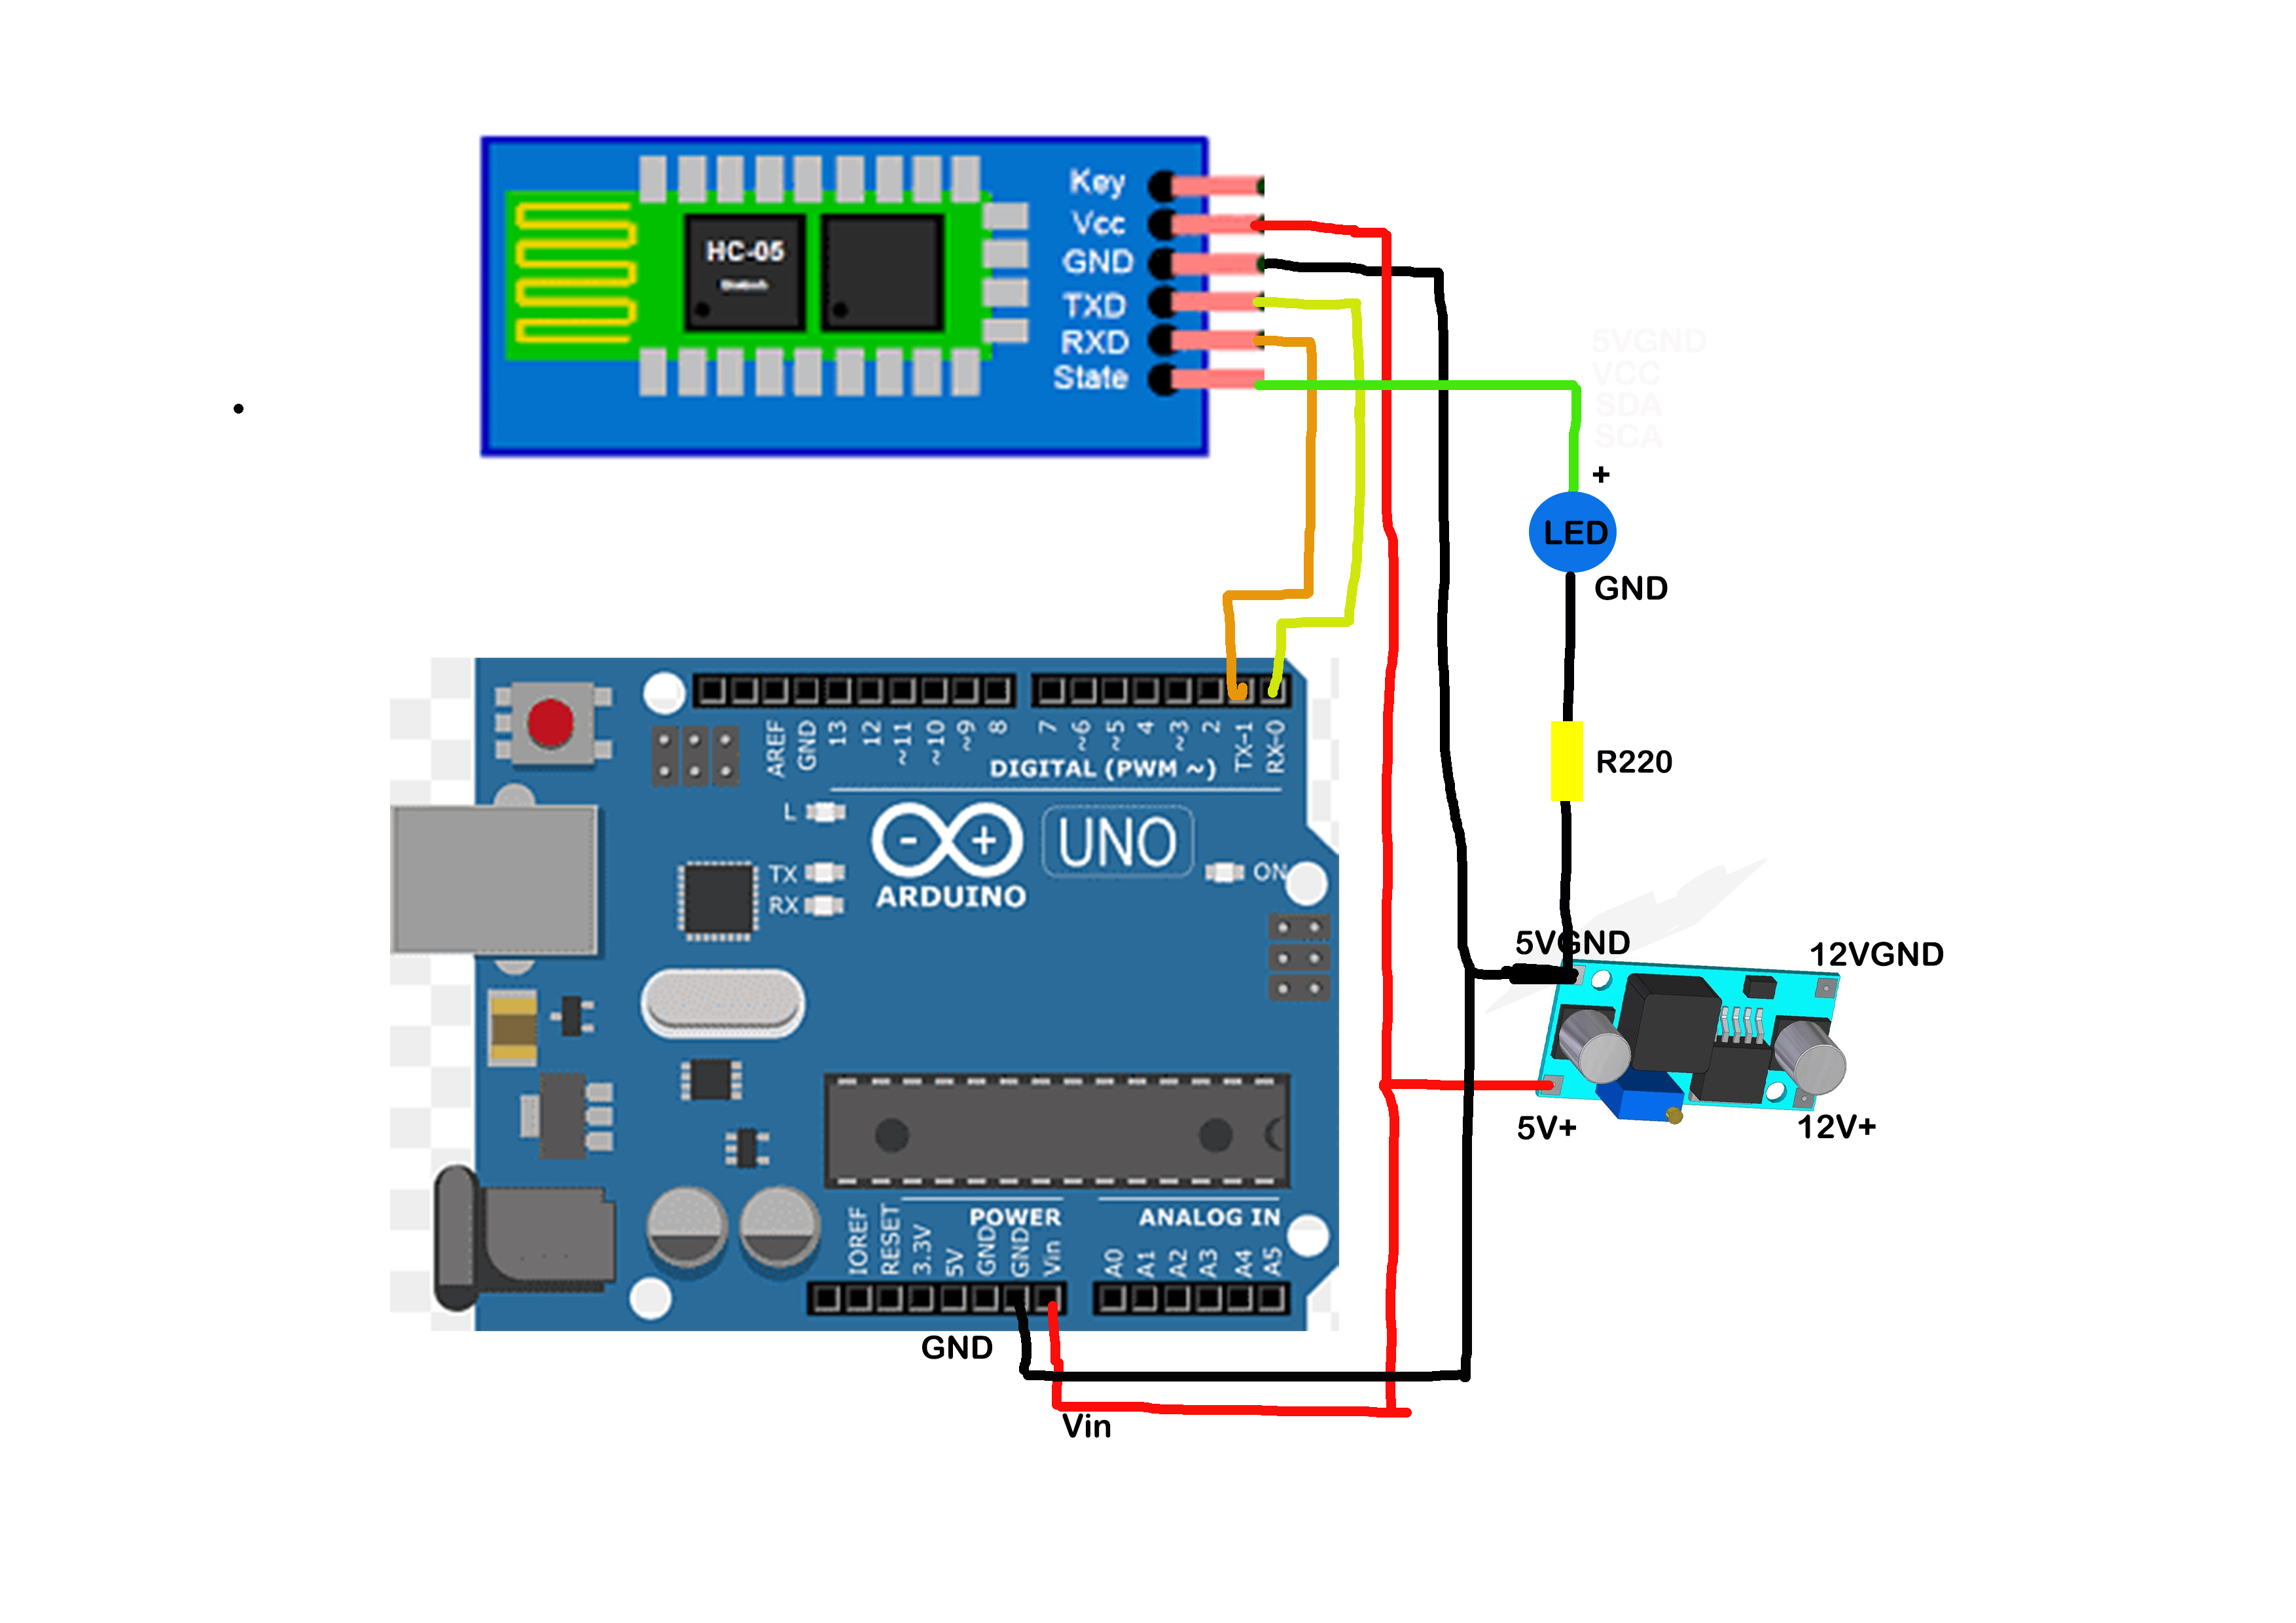 Key
Vcc
GND
TXD
RXD
State
HC-05
5VGND
VCC
SDA
SCA
+
LED
GND
R220
AREF
GND
13
12
~11
~10
~9
8
7
~6
~5
4
~3
2
TX-1
RX-0
DIGITAL (PWM ~)
L
TX
RX
- +
UNO
ARDUINO
ON
5VGND
12VGND
5V+
12V+
POWER
ANALOG IN
IOREF
RESET
3.3V
5V
GND
GND
Vin
A0
A1
A2
A3
A4
A5
GND
Vin